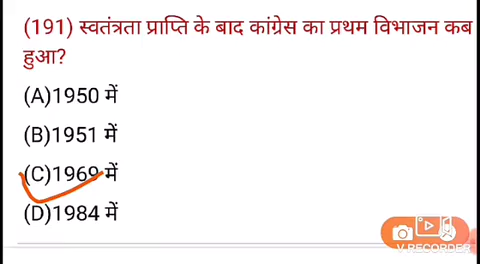 (191) स्वतंत्रता प्राप्ति के बाद कांग्रेस का प्रथम विभाजन कब
हुआ?
(A)1950 में
(B)1951 में
(C)1969 में
(D)1984 में
V RECORDER